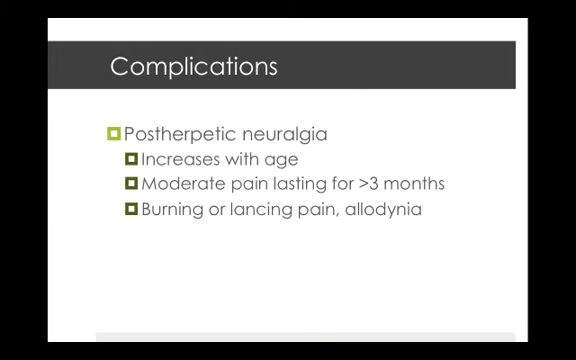 Complications
Postherpetic neuralgia
Increases with age
Moderate pain lasting for >3 months
Burning or lancing pain, allodynia